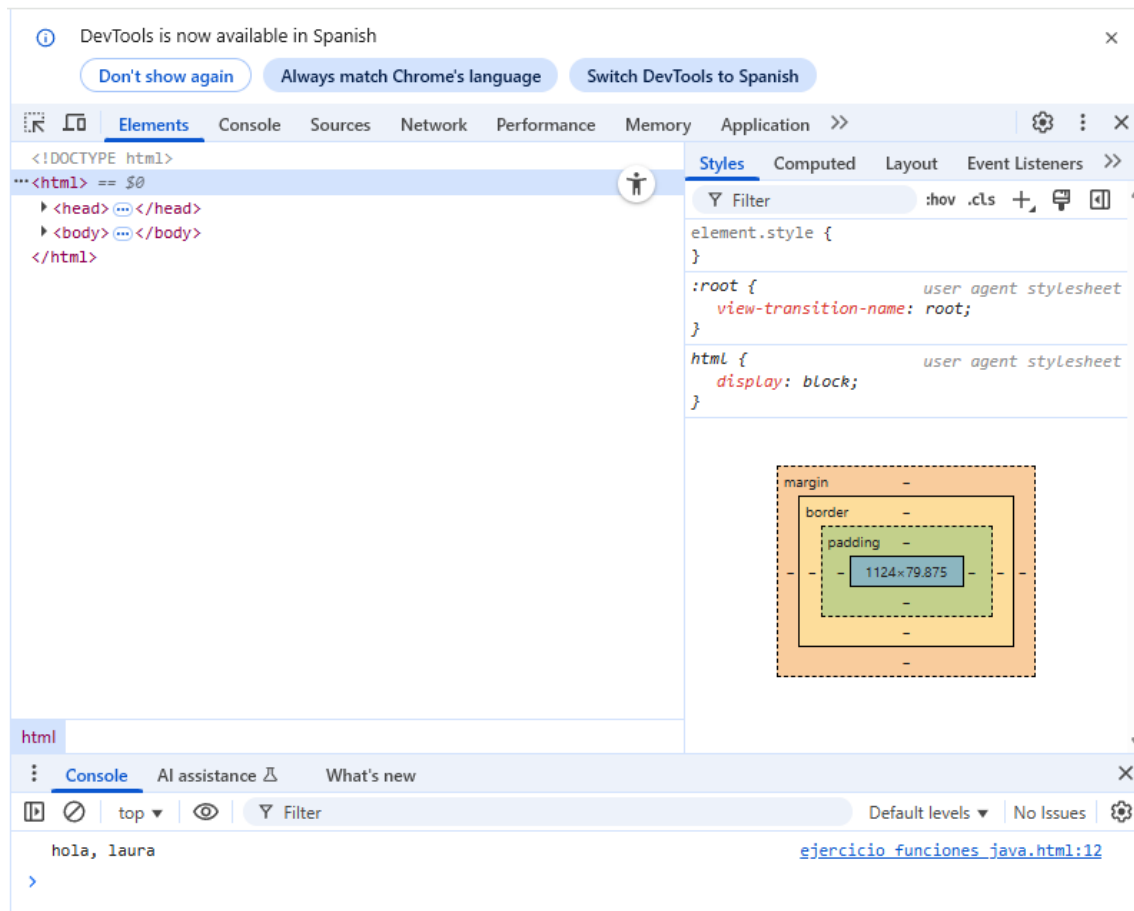 DevTools is now available in Spanish
Don't show again Always match Chrome's language Switch DevTools to Spanish
Elements Console Sources Network Performance Memory Application
<!DOCTYPE html>
<html> == $0
<head> </head>
<body> </body>
</html>
html
Styles Computed Layout Event Listeners
Filter :hov .cls
element.style {
}
:root { user agent stylesheet
view-transition-name: root;
}
html { user agent stylesheet
display: block;
}
margin –
border –
padding –
– – – 1124×79.875 – – –
–
–
–
Console AI assistance What's new
top Filter Default levels No Issues
hola, laura ejercicio funciones java.html:12